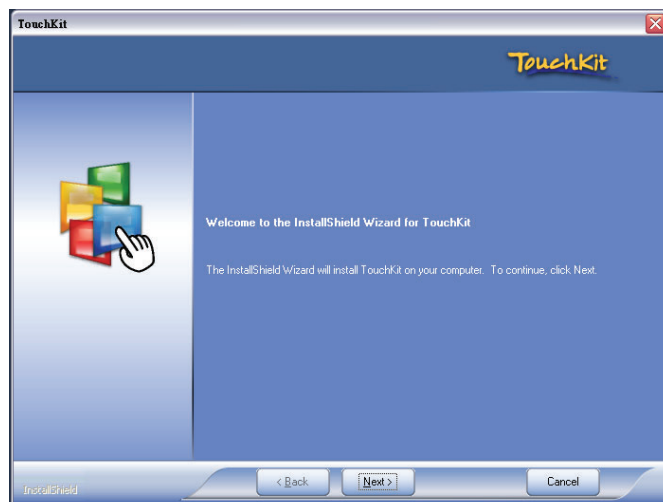 TouchKit
TouchKit
Welcome to the InstallShield Wizard for TouchKit
The InstallShield Wizard will install TouchKit on your computer. To continue, click Next.
InstallShield
< Back
Next >
Cancel